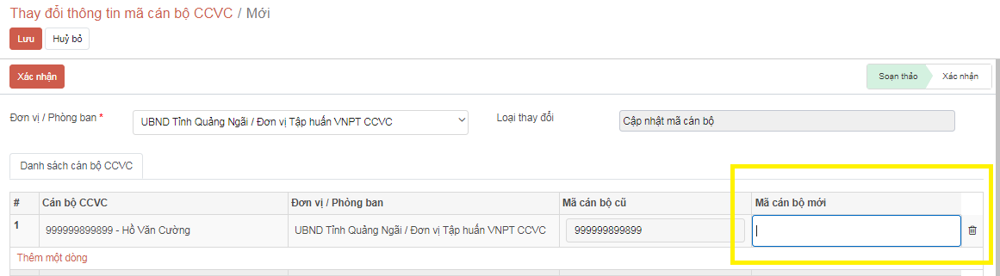 Thay đổi thông tin mã cán bộ CCVC / Mới
Lưu Huỷ bỏ
Xác nhận Soạn thảo Xác nhận
Đơn vị / Phòng ban * UBND Tỉnh Quảng Ngãi / Đơn vị Tập huấn VNPT CCVC Loại thay đổi Cập nhật mã cán bộ
Danh sách cán bộ CCVC
# Cán bộ CCVC Đơn vị / Phòng ban Mã cán bộ cũ Mã cán bộ mới
1 999999899899 - Hồ Văn Cường UBND Tỉnh Quảng Ngãi / Đơn vị Tập huấn VNPT CCVC 999999899899
Thêm một dòng